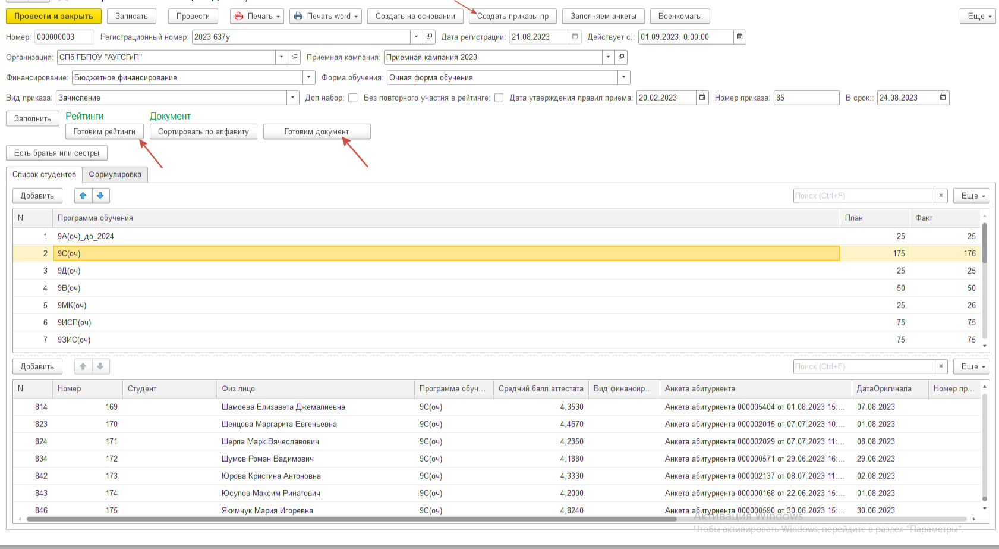 Провести и закрыть Записать Провести Печать Печать word Создать на основании Создать приказы пр Заполняем анкеты Военкоматы Еще
Номер: 000000003 Регистрационный номер: 2023 637у Дата регистрации: 21.08.2023 Действует с:: 01.09.2023 0:00:00
Организация: СПб ГБПОУ "АУГСГиП" Приемная кампания: Приемная кампания 2023
Финансирование: Бюджетное финансирование Форма обучения: Очная форма обучения
Вид приказа: Зачисление Доп набор: Без повторного участия в рейтинге: Дата утверждения правил приема: 20.02.2023 Номер приказа: 85 В срок:: 24.08.2023
Заполнить Рейтинги Документ
Готовим рейтинги Сортировать по алфавиту Готовим документ
Есть братья или сестры
Список студентов Формулировка
Добавить Поиск (Ctrl+F) × Еще
N Программа обучения План Факт
1 9А(оч)_до_2024 25 25
2 9С(оч) 175 176
3 9Д(оч) 25 25
4 9В(оч) 50 50
5 9МК(оч) 25 26
6 9ИСП(оч) 75 75
7 9ЗИС(оч) 75 75
Добавить Поиск (Ctrl+F) × Еще
N Номер Студент Физ лицо Программа обуч... Средний балл аттестата Вид финансир... Анкета абитуриента ДатаОригинала Номер пр...
814 169 Шамоева Елизавета Джемалиевна 9С(оч) 4,3530 Анкета абитуриента 000005404 от 01.08.2023 15:... 07.08.2023
823 170 Шенцова Маргарита Евгеньевна 9С(оч) 4,4670 Анкета абитуриента 000002015 от 07.07.2023 10:... 01.08.2023
824 171 Шерпа Марк Вячеславович 9С(оч) 4,2350 Анкета абитуриента 000002029 от 07.07.2023 11:... 08.08.2023
834 172 Шумов Роман Вадимович 9С(оч) 4,1880 Анкета абитуриента 000000571 от 29.06.2023 16:... 29.06.2023
842 173 Юрова Кристина Антоновна 9С(оч) 4,3330 Анкета абитуриента 000002137 от 08.07.2023 11:... 02.08.2023
843 174 Юсупов Максим Ринатович 9С(оч) 4,2000 Анкета абитуриента 000000168 от 22.06.2023 15:... 01.08.2023
846 175 Якимчук Мария Игоревна 9С(оч) 4,8240 Анкета абитуриента 000000590 от 30.06.2023 15:... 30.06.2023
Активация Windows
Чтобы активировать Windows, перейдите в раздел "Параметры".